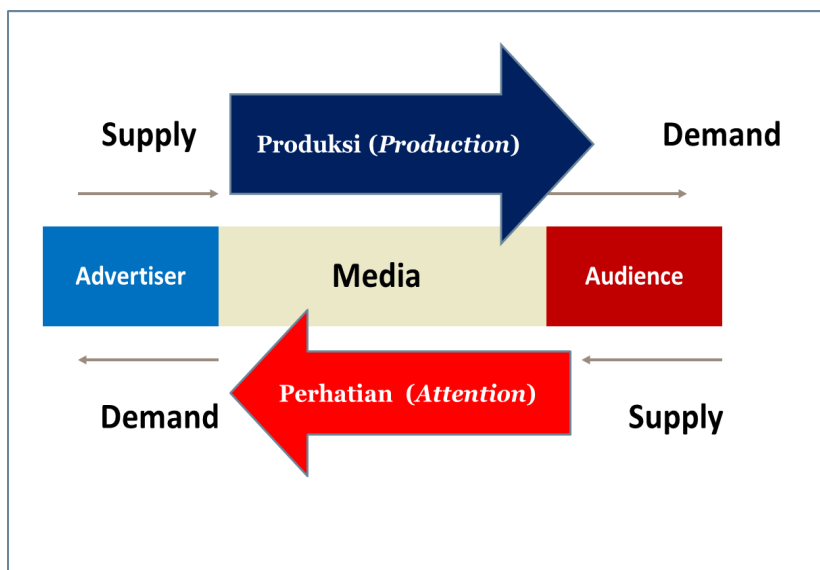 Supply
Produksi (Production)
Demand
Advertiser
Media
Audience
Perhatian (Attention)
Demand
Supply